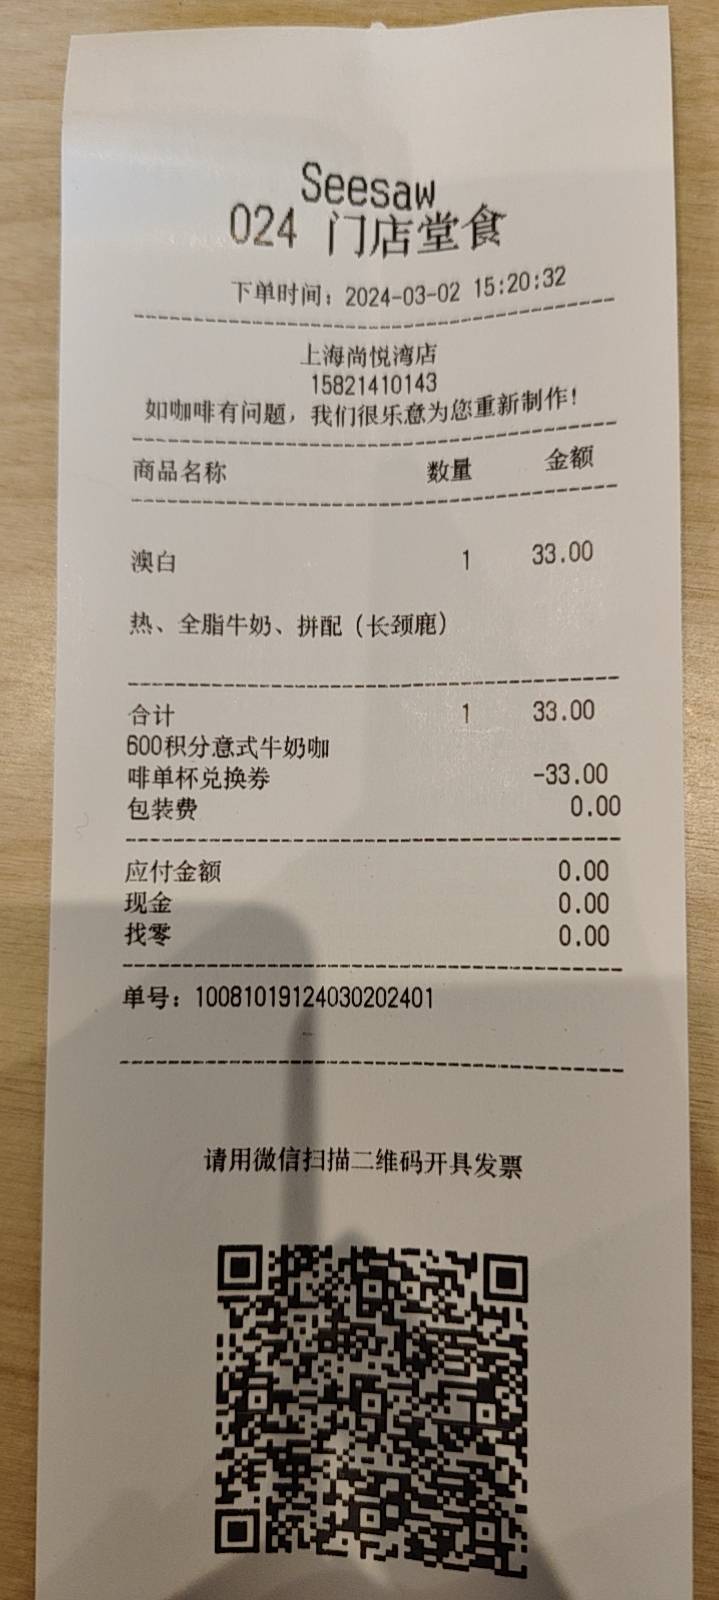 Seesaw
024 门店堂食
下单时间：2024-03-02 15:20:32
上海尚悦湾店
15821410143
如咖啡有问题，我们很乐意为您重新制作！
商品名称 数量 金额
澳白 1 33.00
热、全脂牛奶、拼配（长颈鹿）
合计 1 33.00
600积分意式牛奶咖
啡单杯兑换券 -33.00
包装费 0.00
应付金额 0.00
现金 0.00
找零 0.00
单号：10081019124030202401
请用微信扫描二维码开具发票